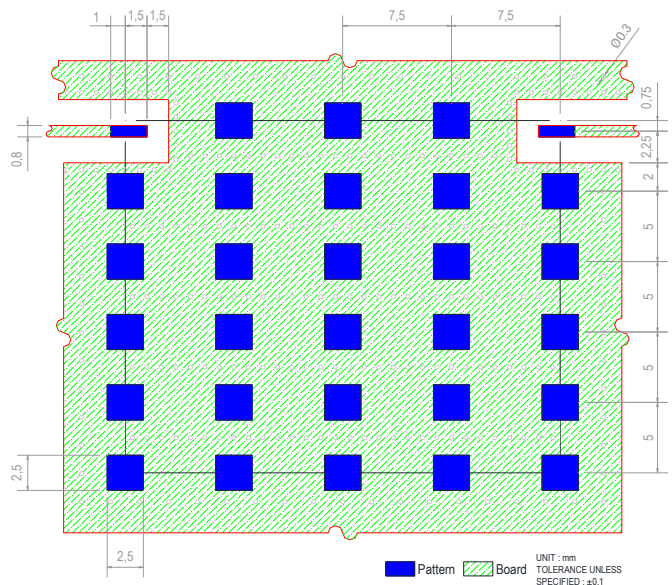 1
1,5
1,5
7,5
7,5
Ø0.3
0,75
0,8
2,25
2
5
5
5
5
2,5
2,5
Pattern
Board
UNIT : mm
TOLERANCE UNLESS
SPECIFIED : ±0.1